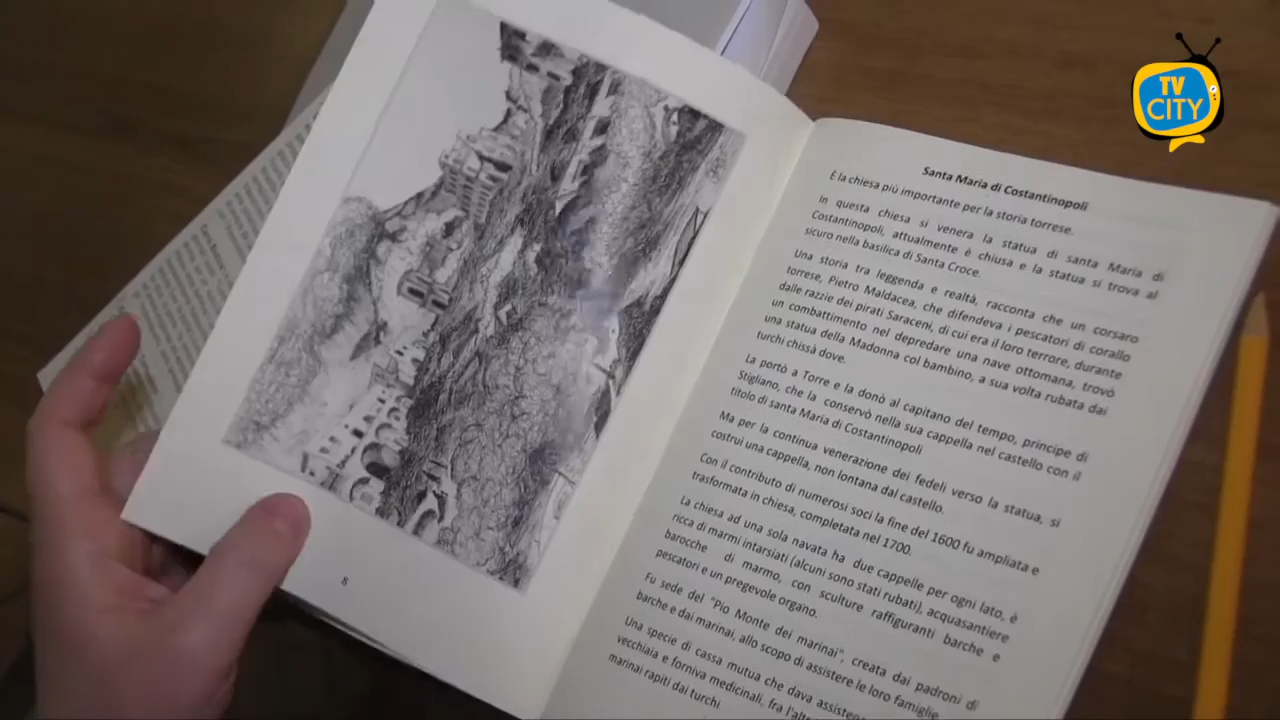 TV
CITY
8
Santa Maria di Costantinopoli
È la chiesa più importante per la storia torrese.
In questa chiesa si venera la statua di santa Maria di
Costantinopoli, attualmente è chiusa e la statua si trova al
sicuro nella basilica di Santa Croce.
Una storia tra leggenda e realtà, racconta che un corsaro
torrese, Pietro Maldacea, che difendeva i pescatori di corallo
dalle razzie dei pirati Saraceni, di cui era il loro terrore, durante
un combattimento nel depredare una nave ottomana, trovò
una statua della Madonna col bambino, a sua volta rubata dai
turchi chissà dove.
La portò a Torre e la donò al capitano del tempo, principe di
Stigliano, che la conservò nella sua cappella nel castello con il
titolo di santa Maria di Costantinopoli
Ma per la continua venerazione dei fedeli verso la statua, si
costruì una cappella, non lontana dal castello.
Con il contributo di numerosi soci la fine del 1600 fu ampliata e
trasformata in chiesa, completata nel 1700.
La chiesa ad una sola navata ha due cappelle per ogni lato, è
ricca di marmi intarsiati (alcuni sono stati rubati), acquasantiere
barocche di marmo, con sculture raffiguranti barche e
pescatori e un pregevole organo.
Fu sede del "Pio Monte dei marinai", creata dai padroni di
barche e dai marinai, allo scopo di assistere le loro famiglie
Una specie di cassa mutua che dava
vecchiaia e forniva medicinali, fra
marinai rapiti dai turchi